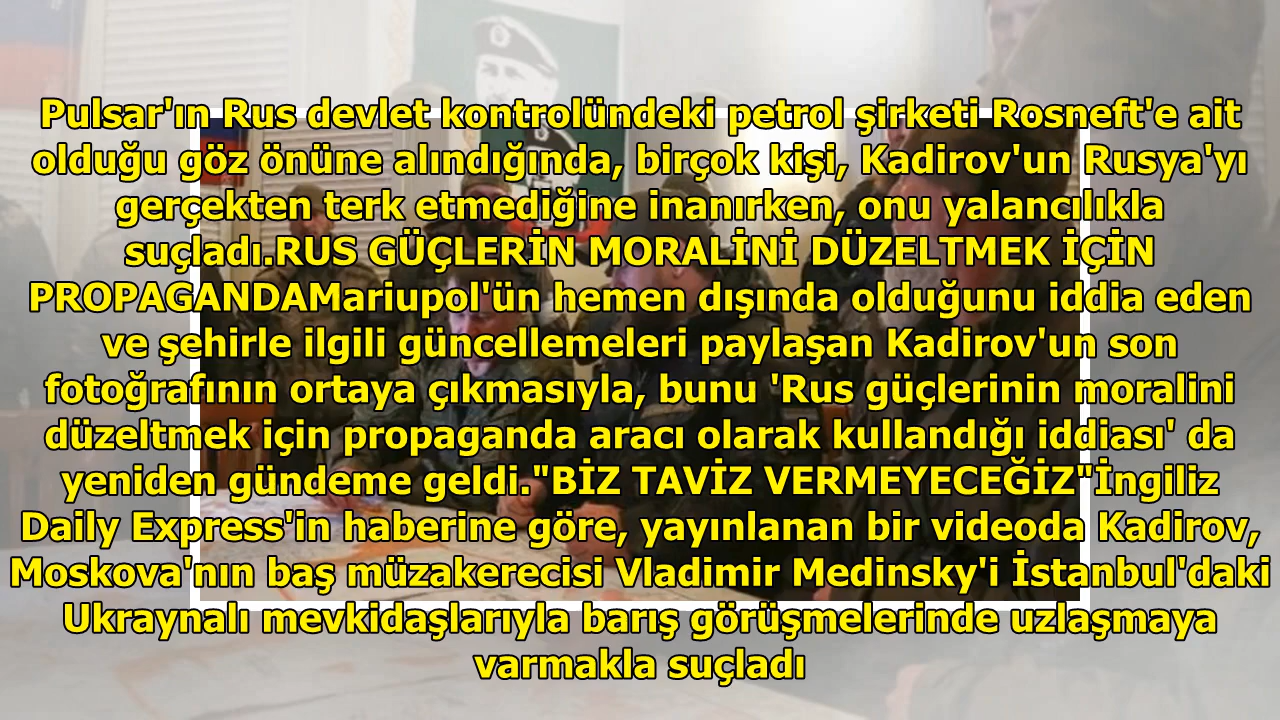 Pulsar'ın Rus devlet kontrolündeki petrol şirketi Rosneft'e ait
olduğu göz önüne alındığında, birçok kişi, Kadirov'un Rusya'yı
gerçekten terk etmediğine inanırken, onu yalancılıkla
suçladı.RUS GÜÇLERİN MORALİNİ DÜZELTMEK İÇİN
PROPAGANDAMariupol'ün hemen dışında olduğunu iddia eden
ve şehirle ilgili güncellemeleri paylaşan Kadirov'un son
fotoğrafının ortaya çıkmasıyla, bunu 'Rus güçlerinin moralini
düzeltmek için propaganda aracı olarak kullandığı iddiası' da
yeniden gündeme geldi."BİZ TAVİZ VERMEYECEĞİZ"İngiliz
Daily Express'in haberine göre, yayınlanan bir videoda Kadirov,
Moskova'nın baş müzakerecisi Vladimir Medinsky'i İstanbul'daki
Ukraynalı mevkidaşlarıyla barış görüşmelerinde uzlaşmaya
varmakla suçladı